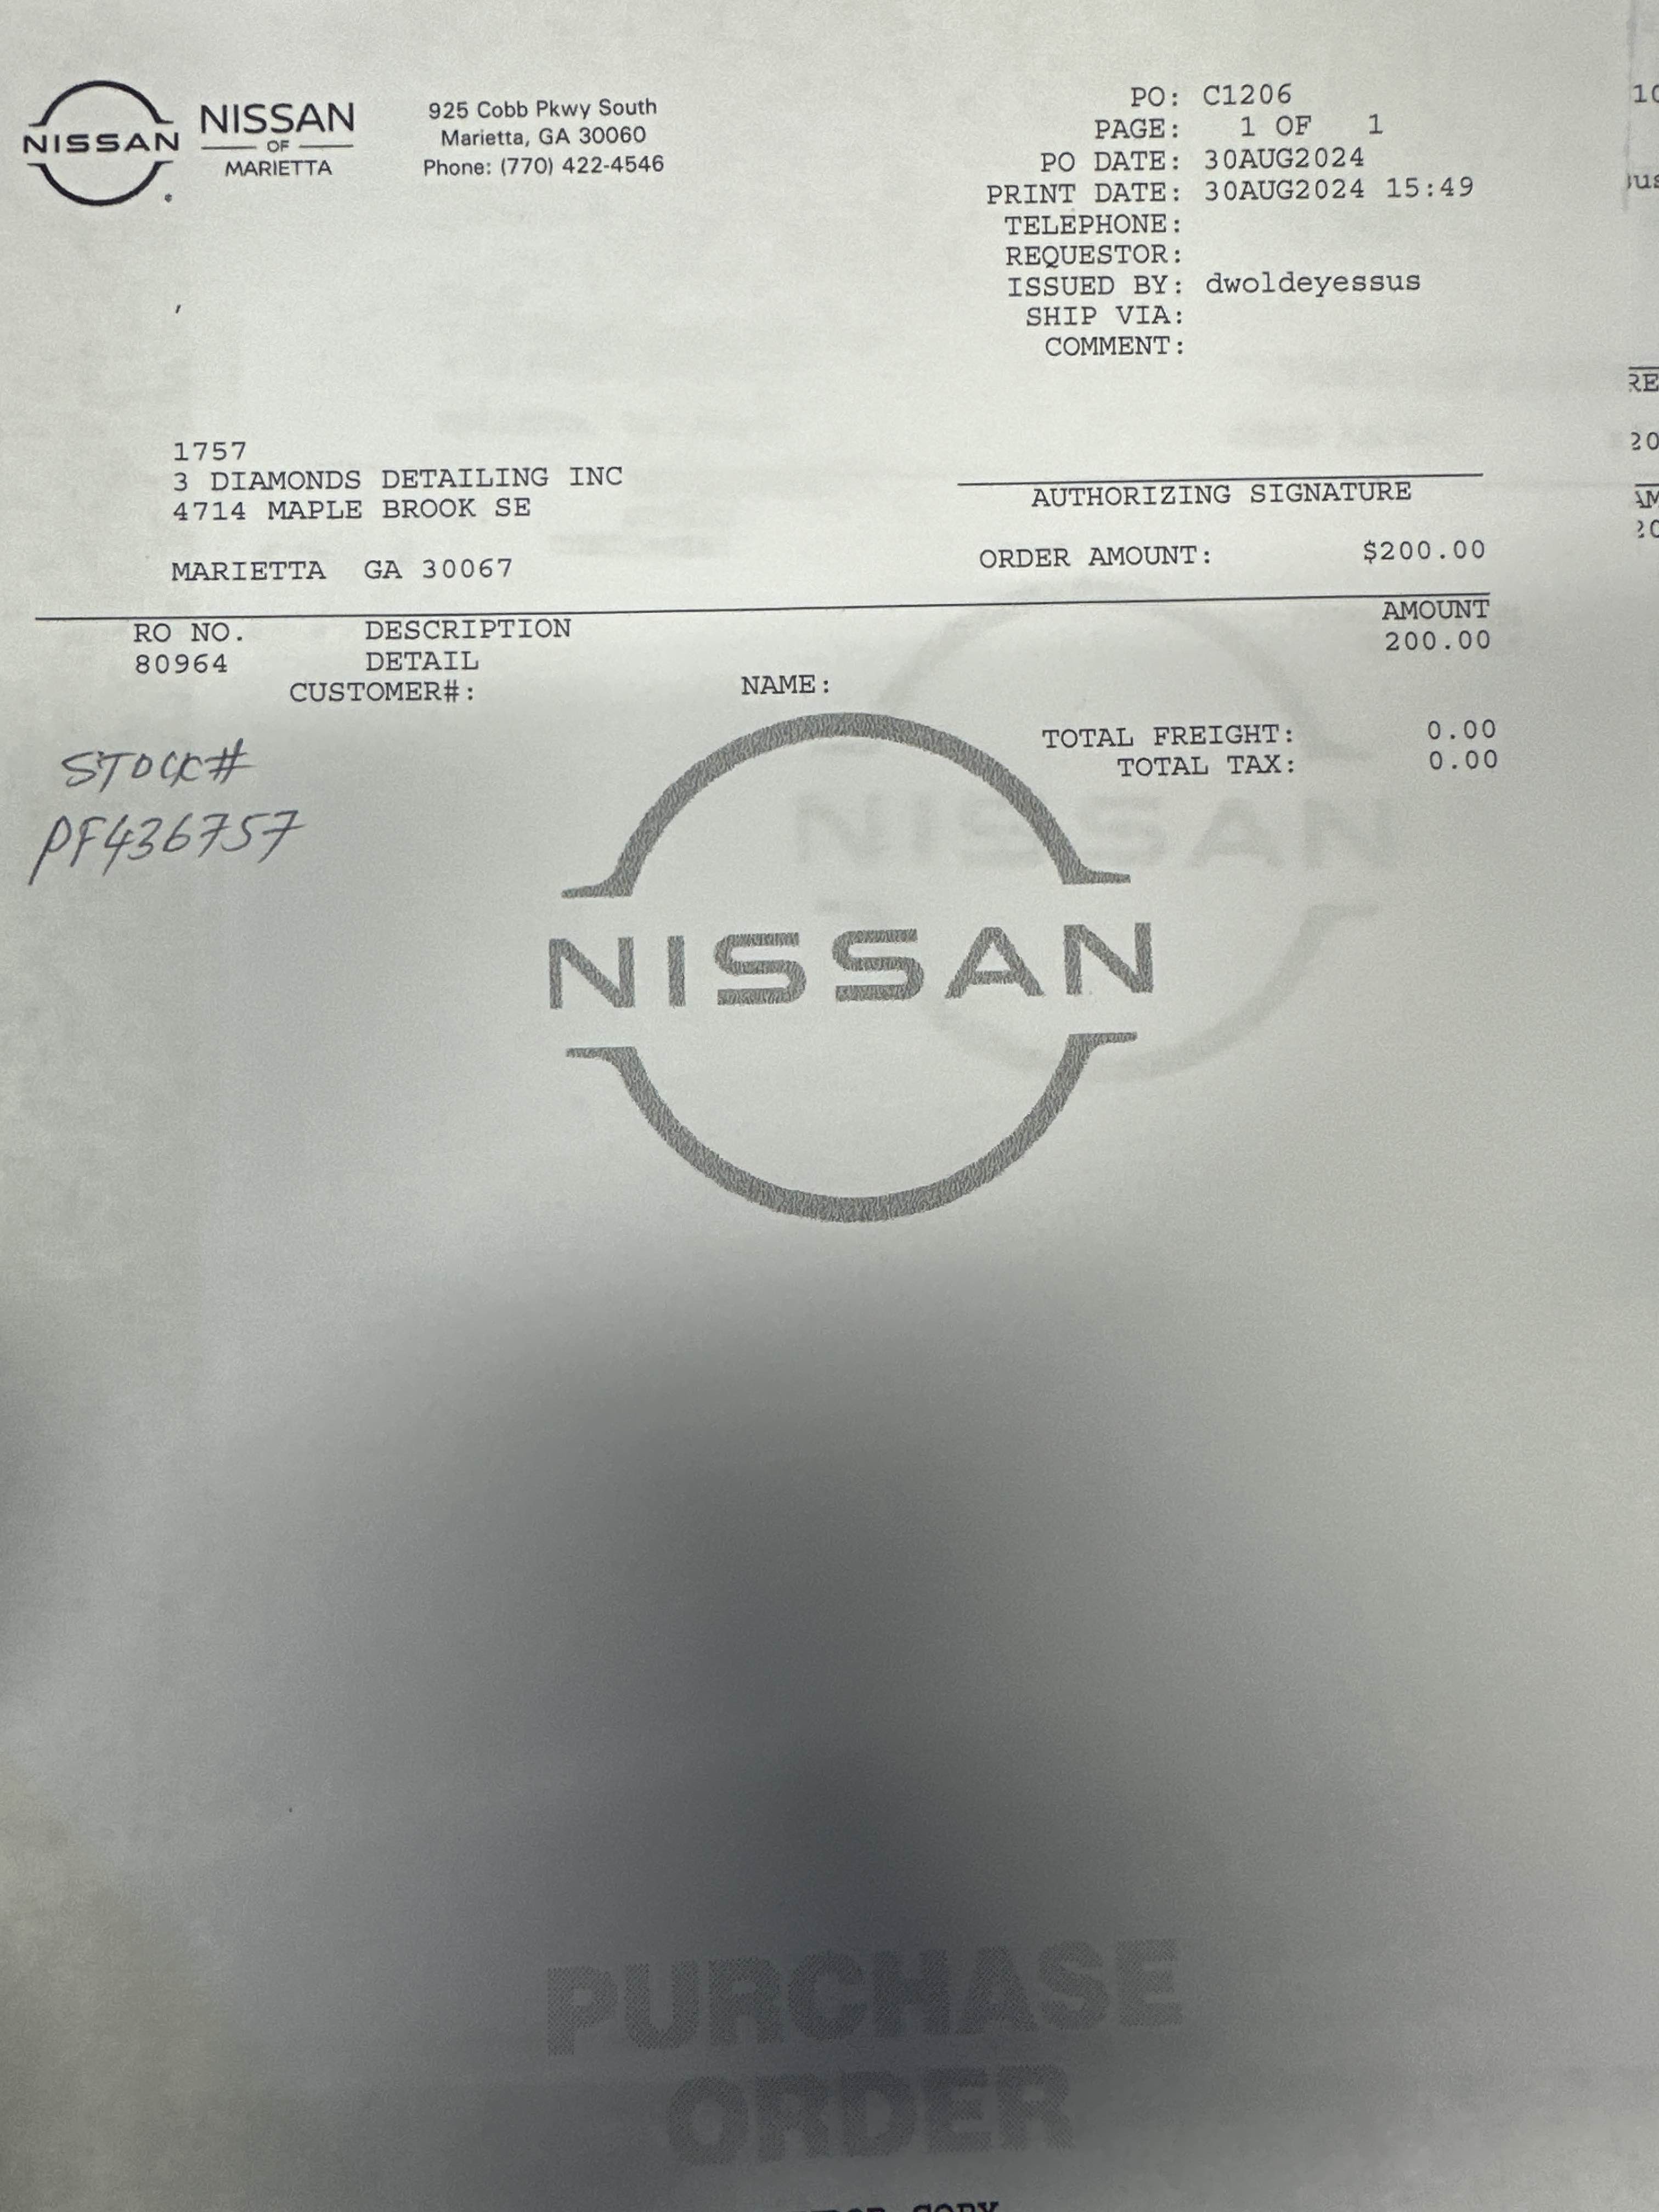 NISSAN
NISSAN
OF
MARIETTA
925 Cobb Pkwy South
Marietta, GA 30060
Phone: (770) 422-4546
PO: C1206
PAGE: 1 OF 1
PO DATE: 30AUG2024
PRINT DATE: 30AUG2024 15:49
TELEPHONE:
REQUESTOR:
ISSUED BY: dwoldeyessus
SHIP VIA:
COMMENT:
1757
3 DIAMONDS DETAILING INC
4714 MAPLE BROOK SE
MARIETTA GA 30067
AUTHORIZING SIGNATURE
ORDER AMOUNT: $200.00
RO NO. DESCRIPTION AMOUNT
80964 DETAIL 200.00
CUSTOMER#: NAME:
TOTAL FREIGHT: 0.00
TOTAL TAX: 0.00
STOCK#
PF436757
NISSAN
NISSAN
PURCHASE
ORDER
COPY